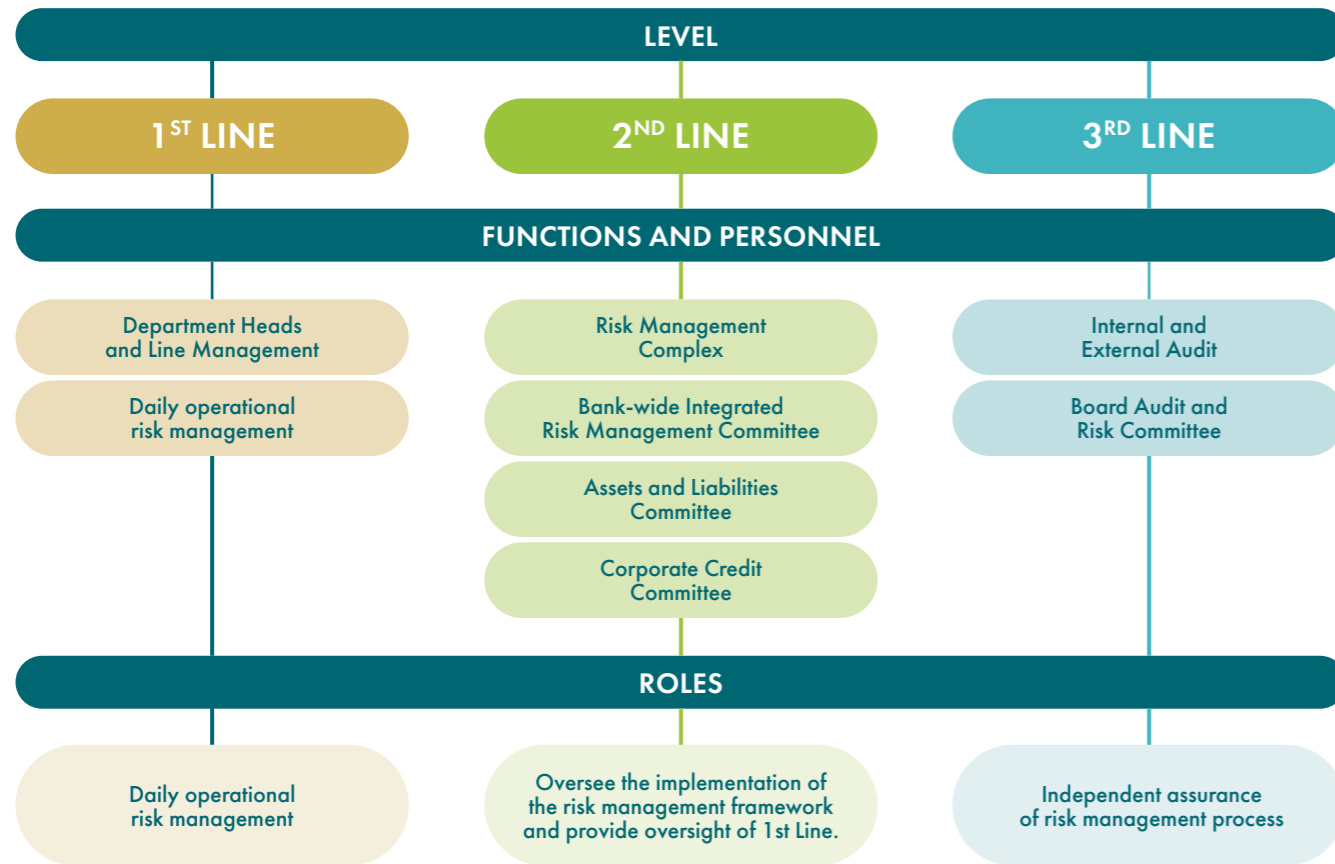 LEVEL
1ST LINE
2ND LINE
3RD LINE
FUNCTIONS AND PERSONNEL
Department Heads
and Line Management
Daily operational
risk management
Risk Management
Complex
Bank-wide Integrated
Risk Management Committee
Assets and Liabilities
Committee
Corporate Credit
Committee
Internal and
External Audit
Board Audit and
Risk Committee
ROLES
Daily operational
risk management
Oversee the implementation of
the risk management framework
and provide oversight of 1st Line.
Independent assurance
of risk management process